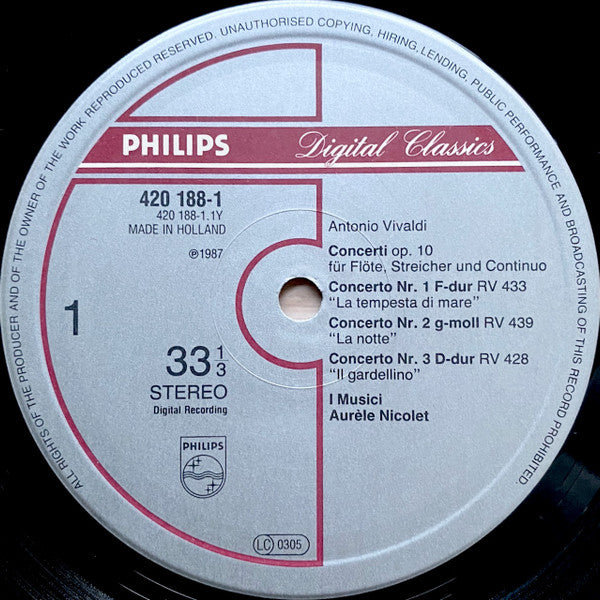 ALL RIGHTS OF THE PRODUCER AND OF THE OWNER OF THE WORK REPRODUCED RESERVED. UNAUTHORISED COPYING, HIRING, LENDING, PUBLIC PERFORMANCE AND BROADCASTING OF THIS RECORD PROHIBITED.
PHILIPS Digital Classics
420 188-1
420 188-1.1Y
MADE IN HOLLAND
℗1987
1
33 1/3
STEREO
Digital Recording
PHILIPS
Antonio Vivaldi
Concerti op. 10
für Flöte, Streicher und Continuo
Concerto Nr. 1 F-dur RV 433
“La tempesta di mare”
Concerto Nr. 2 g-moll RV 439
“La notte”
Concerto Nr. 3 D-dur RV 428
“Il gardellino”
I Musici
Aurèle Nicolet
LC 0305